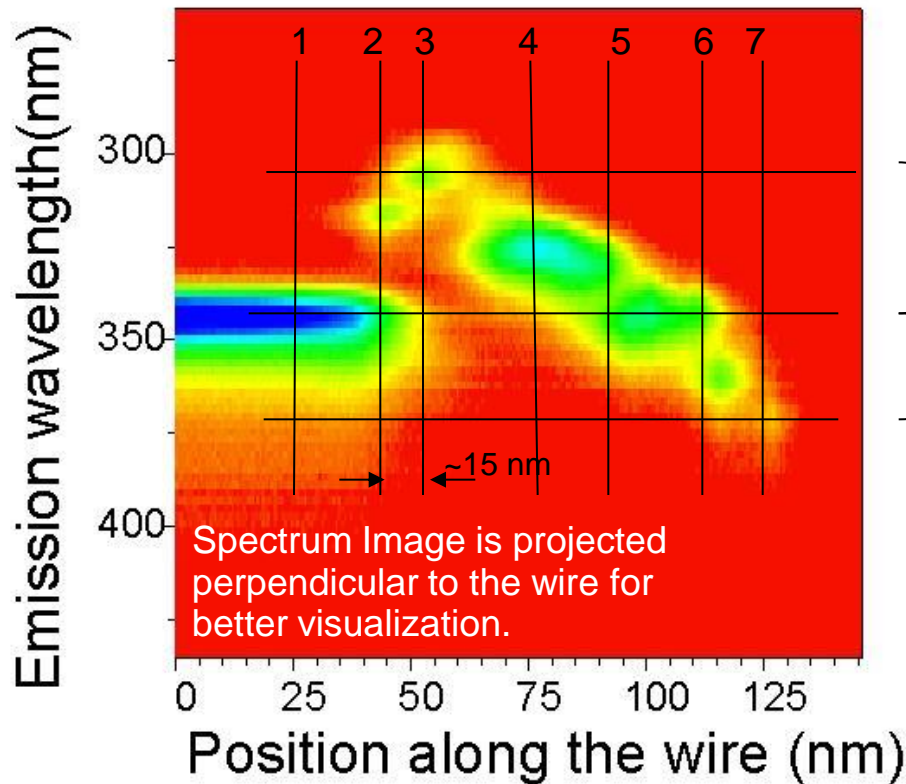 1 2 3 4 5 6 7
Emission wavelength(nm)
300
350
400
~15 nm
Spectrum Image is projected
perpendicular to the wire for
better visualization.
0 25 50 75 100 125
Position along the wire (nm)